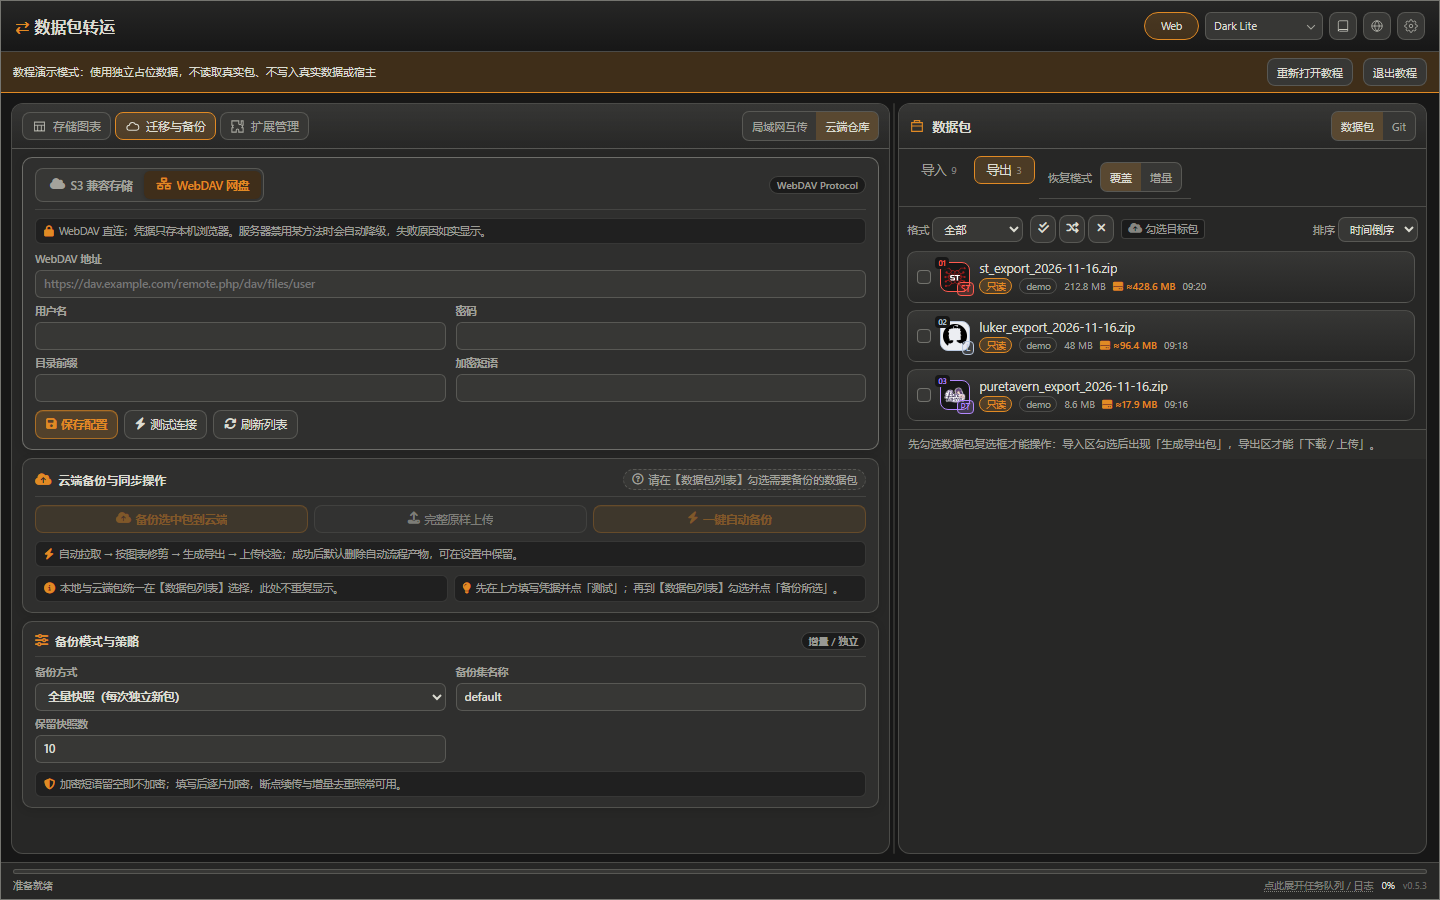 数据包转运
Web
Dark Lite
教程演示模式：使用独立占位数据，不读取真实包、不写入真实数据或宿主
重新打开教程
退出教程
存储图表
迁移与备份
扩展管理
局域网互传
云端仓库
S3 兼容存储
WebDAV 网盘
WebDAV Protocol
WebDAV 直连；凭据只存本机浏览器。服务器禁用某方法时会自动降级，失败原因如实显示。
WebDAV 地址
https://dav.example.com/remote.php/dav/files/user
用户名
密码
目录前缀
加密短语
保存配置
测试连接
刷新列表
云端备份与同步操作
请在【数据包列表】勾选需要备份的数据包
备份选中包到云端
完整原样上传
一键自动备份
自动拉取 → 按图表修剪 → 生成导出 → 上传校验；成功后默认删除自动流程产物，可在设置中保留。
本地与云端包统一在【数据包列表】选择，此处不重复显示。
先在上方填写凭据并点「测试」；再到【数据包列表】勾选并点「备份所选」。
备份模式与策略
增量 / 独立
备份方式
备份集名称
全量快照（每次独立新包）
default
保留快照数
10
加密短语留空即不加密；填写后逐片加密，断点续传与增量去重照常可用。
数据包
数据包
Git
导入 9
导出 3
恢复模式
覆盖
增量
格式
全部
勾选目标包
排序
时间倒序
01
ST
ST
st_export_2026-11-16.zip
只读
demo
212.8 MB
≈428.6 MB
09:20
02
L
luker_export_2026-11-16.zip
只读
demo
48 MB
≈96.4 MB
09:18
03
PT
puretavern_export_2026-11-16.zip
只读
demo
8.6 MB
≈17.9 MB
09:16
先勾选数据包复选框才能操作：导入区勾选后出现「生成导出包」，导出区才能「下载 / 上传」。
准备就绪
点此展开任务队列 / 日志
0%
v0.5.3